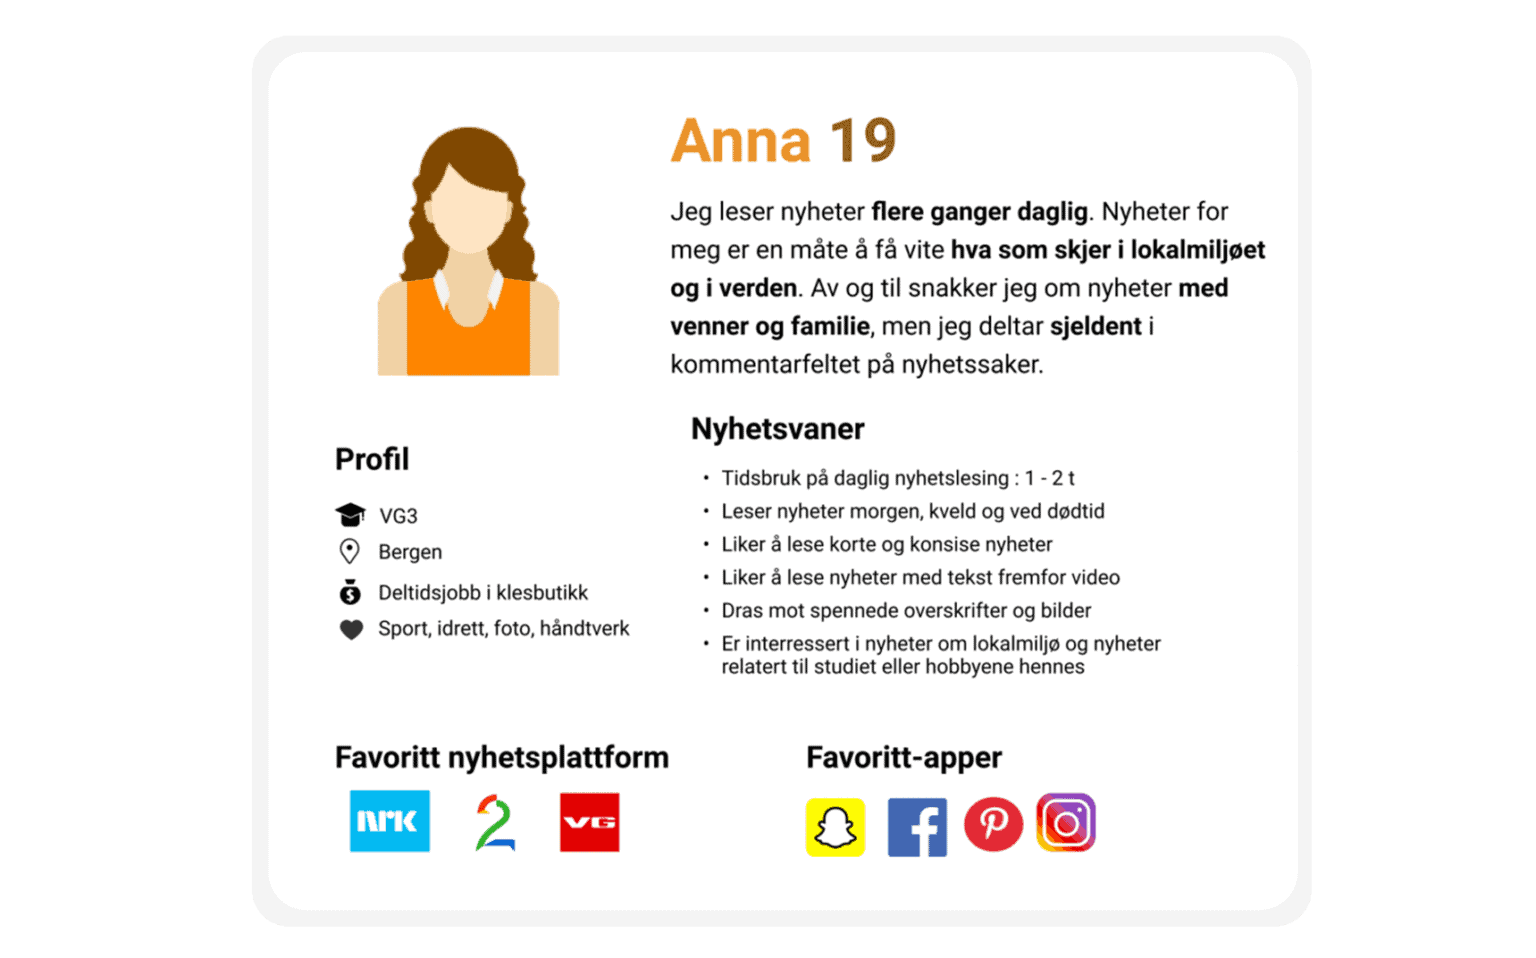 Anna 19
Jeg leser nyheter flere ganger daglig. Nyheter for
meg er en måte å få vite hva som skjer i lokalmiljøet
og i verden. Av og til snakker jeg om nyheter med
venner og familie, men jeg deltar sjeldent i
kommentarfeltet på nyhetssaker.
Profil
VG3
Bergen
Deltidsjobb i klesbutikk
Sport, idrett, foto, håndtverk
Nyhetsvaner
• Tidsbruk på daglig nyhetslesing : 1 - 2 t
• Leser nyheter morgen, kveld og ved dødtid
• Liker å lese korte og konsise nyheter
• Liker å lese nyheter med tekst fremfor video
• Dras mot spennede overskrifter og bilder
• Er interressert i nyheter om lokalmiljø og nyheter
relatert til studiet eller hobbyene hennes
Favoritt nyhetsplattform
nrk 2 VG
Favoritt-apper